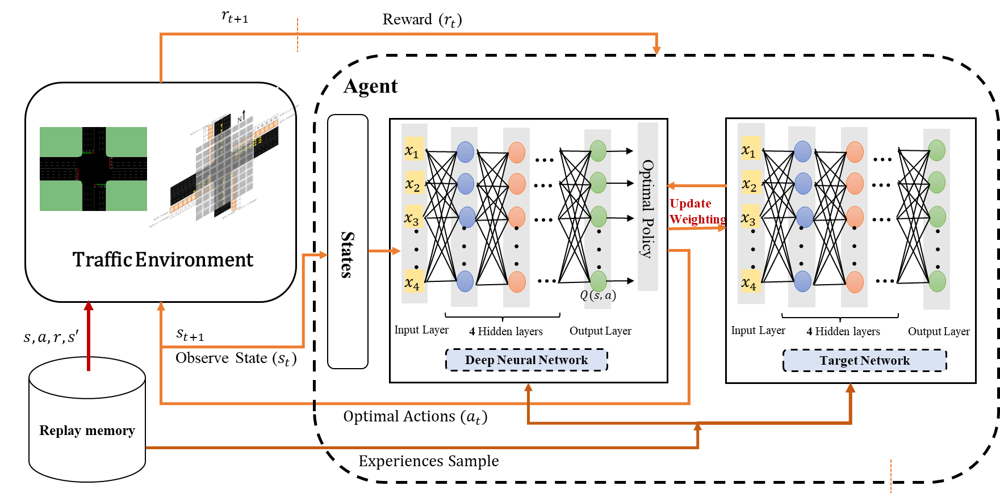 r_{t+1}
Reward (r_t)
Agent
N
Traffic Environment
States
x_1
x_2
x_3
x_4
Q(s, a)
Optimal Policy
Input Layer
4 Hidden layers
Output Layer
Deep Neural Network
Update
Weighting
x_1
x_2
x_3
x_4
Input Layer
4 Hidden layers
Output Layer
Target Network
s, a, r, s′
s_{t+1}
Observe State (s_t)
Optimal Actions (a_t)
Replay memory
Experiences Sample